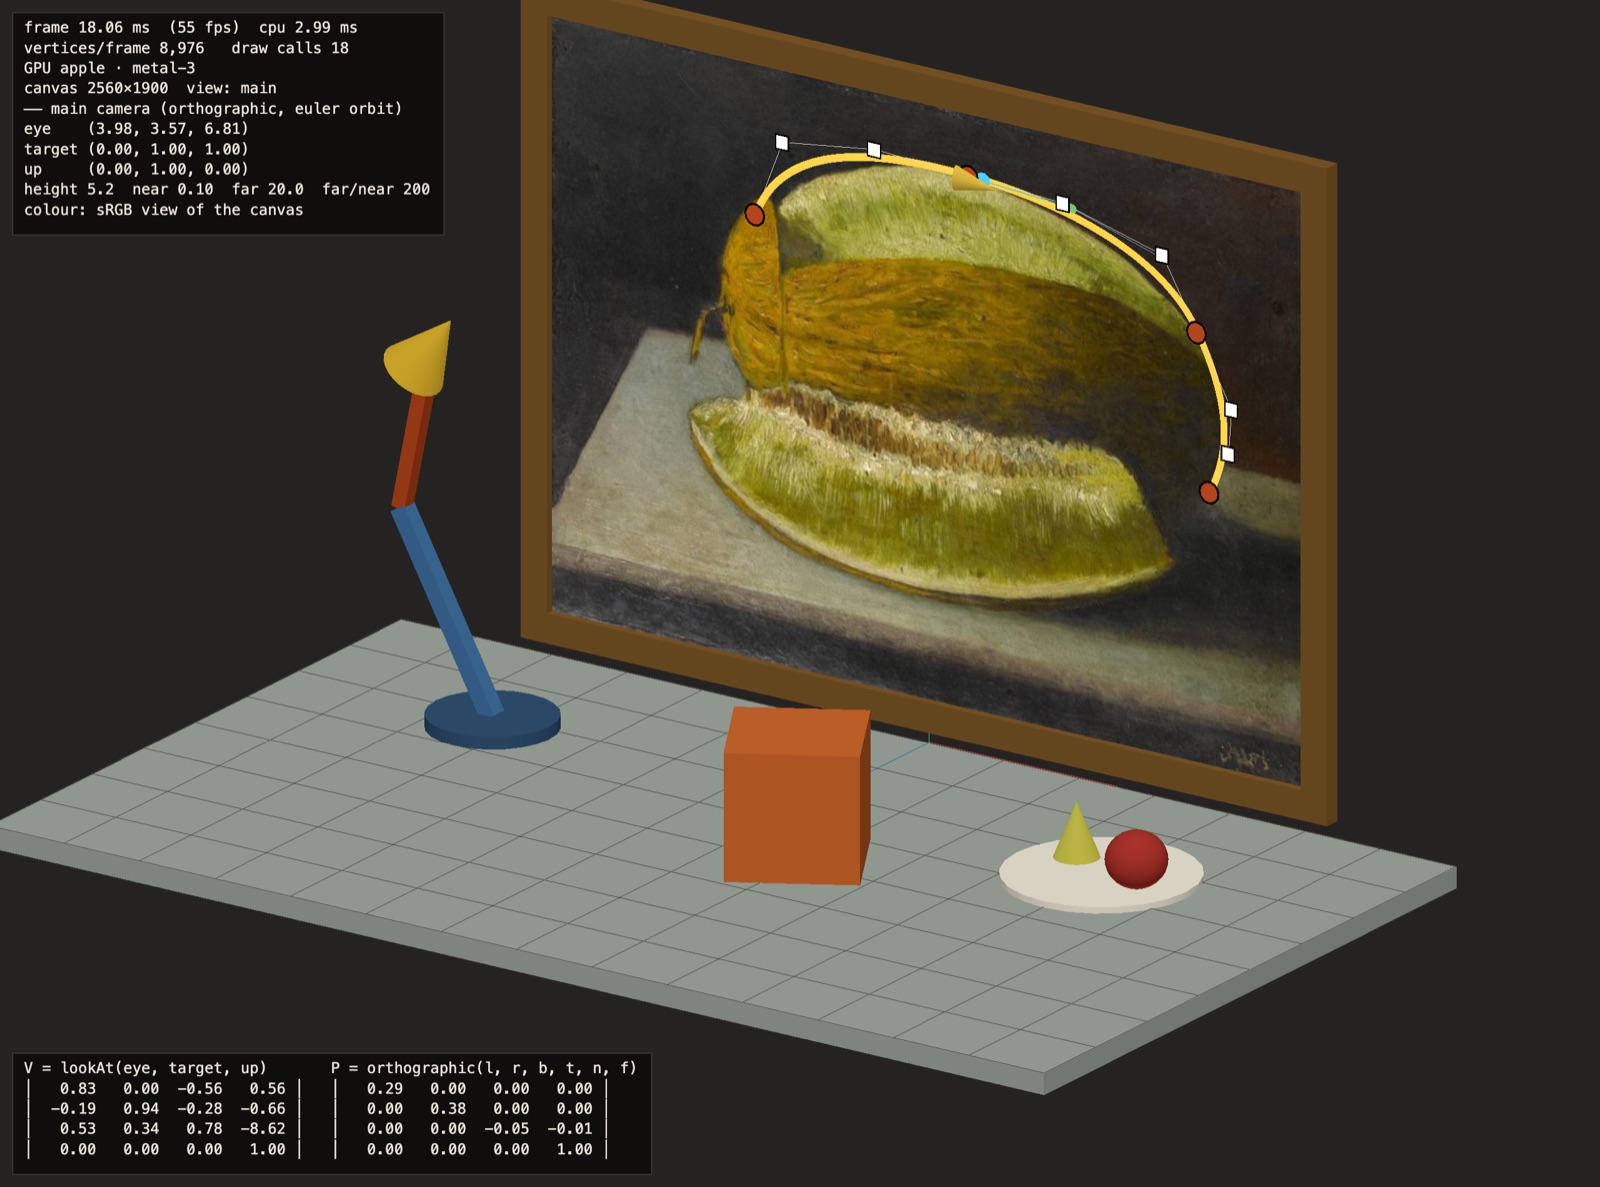 frame 18.06 ms  (55 fps)  cpu 2.99 ms
vertices/frame 8,976   draw calls 18
GPU apple · metal-3
canvas 2560×1900  view: main
── main camera (orthographic, euler orbit)
eye    (3.98, 3.57, 6.81)
target (0.00, 1.00, 1.00)
up     (0.00, 1.00, 0.00)
height 5.2  near 0.10  far 20.0  far/near 200
colour: sRGB view of the canvas
V = lookAt(eye, target, up)       P = orthographic(l, r, b, t, n, f)
│   0.83   0.00  −0.56   0.56 │   │   0.29   0.00   0.00   0.00 │
│  −0.19   0.94  −0.28  −0.66 │   │   0.00   0.38   0.00   0.00 │
│   0.53   0.34   0.78  −8.62 │   │   0.00   0.00  −0.05  −0.01 │
│   0.00   0.00   0.00   1.00 │   │   0.00   0.00   0.00   1.00 │